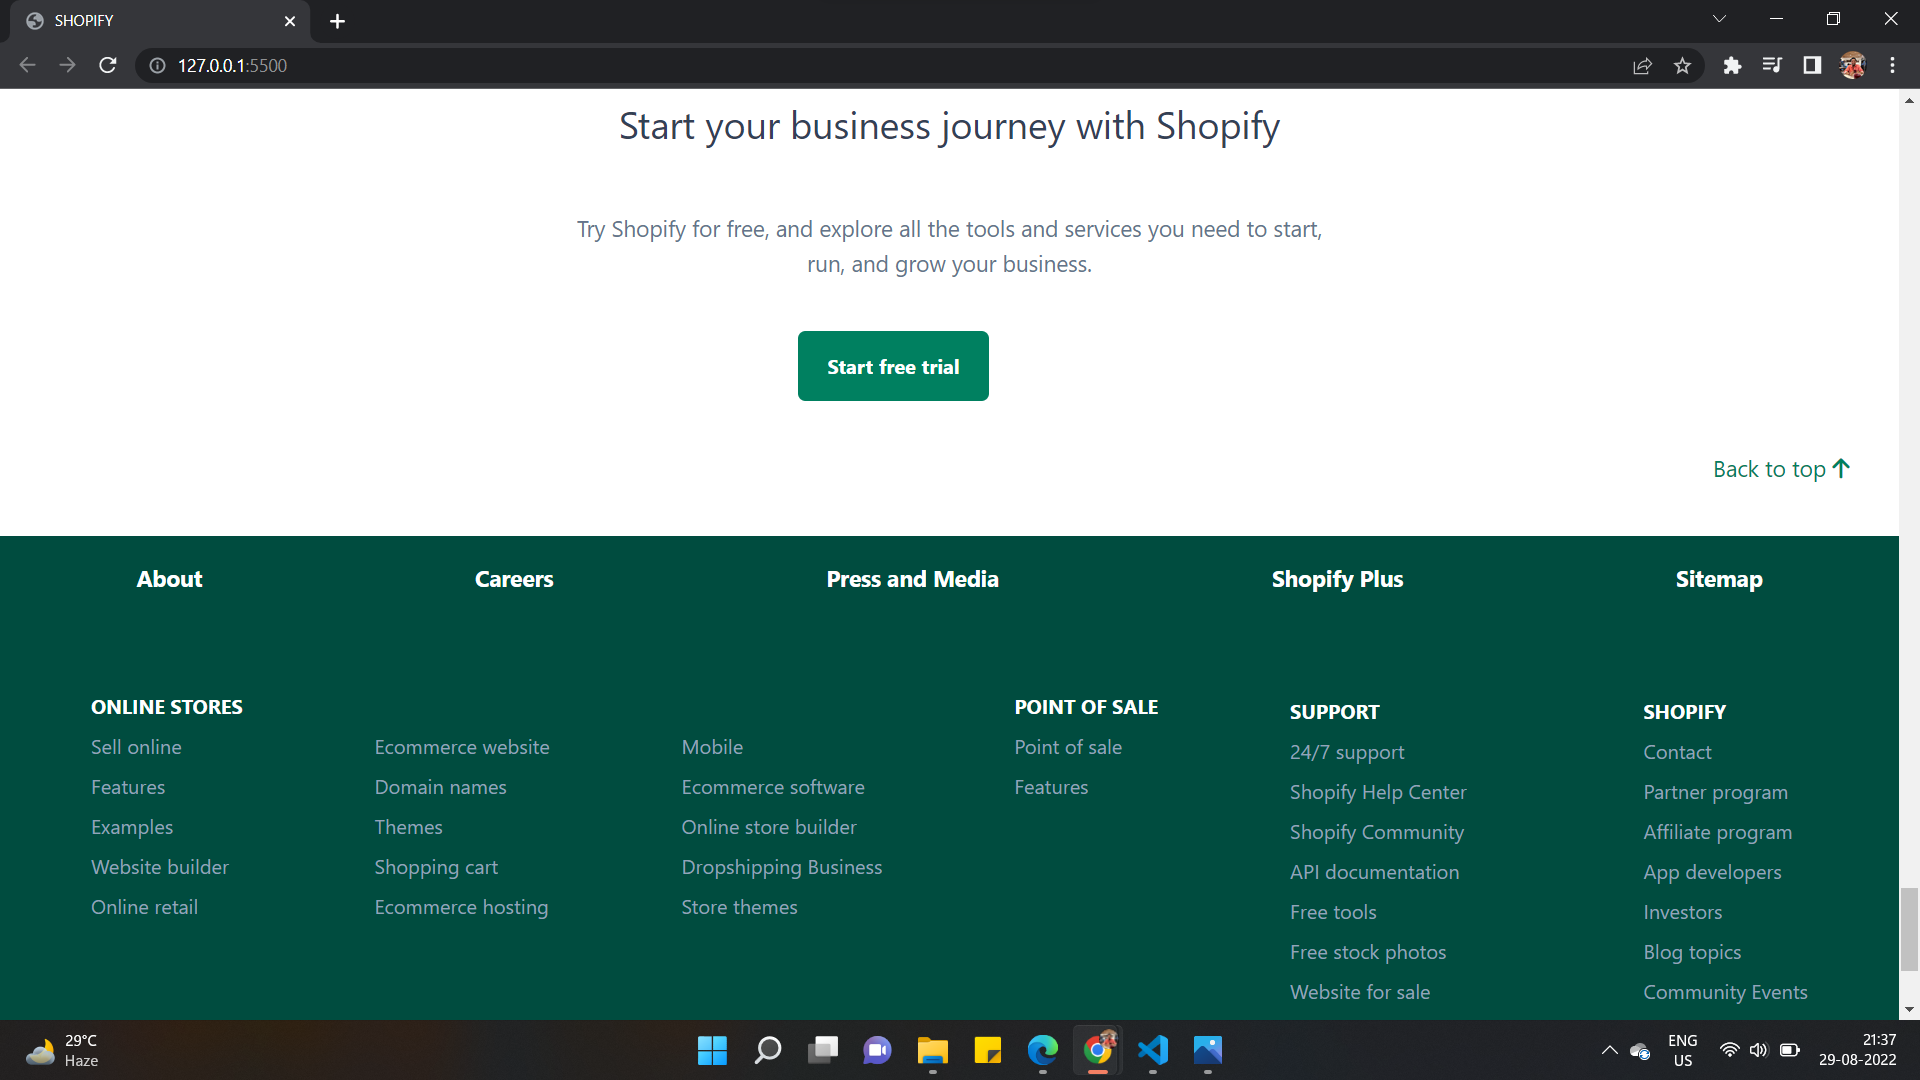 SHOPIFY
127.0.0.1:5500
Start your business journey with Shopify
Try Shopify for free, and explore all the tools and services you need to start,
run, and grow your business.
Start free trial
Back to top
About Careers Press and Media Shopify Plus Sitemap
ONLINE STORES
Sell online
Features
Examples
Website builder
Online retail
Ecommerce website
Domain names
Themes
Shopping cart
Ecommerce hosting
Mobile
Ecommerce software
Online store builder
Dropshipping Business
Store themes
POINT OF SALE
Point of sale
Features
SUPPORT
24/7 support
Shopify Help Center
Shopify Community
API documentation
Free tools
Free stock photos
Website for sale
SHOPIFY
Contact
Partner program
Affiliate program
App developers
Investors
Blog topics
Community Events
29°C
Haze
ENG
US
21:37
29-08-2022